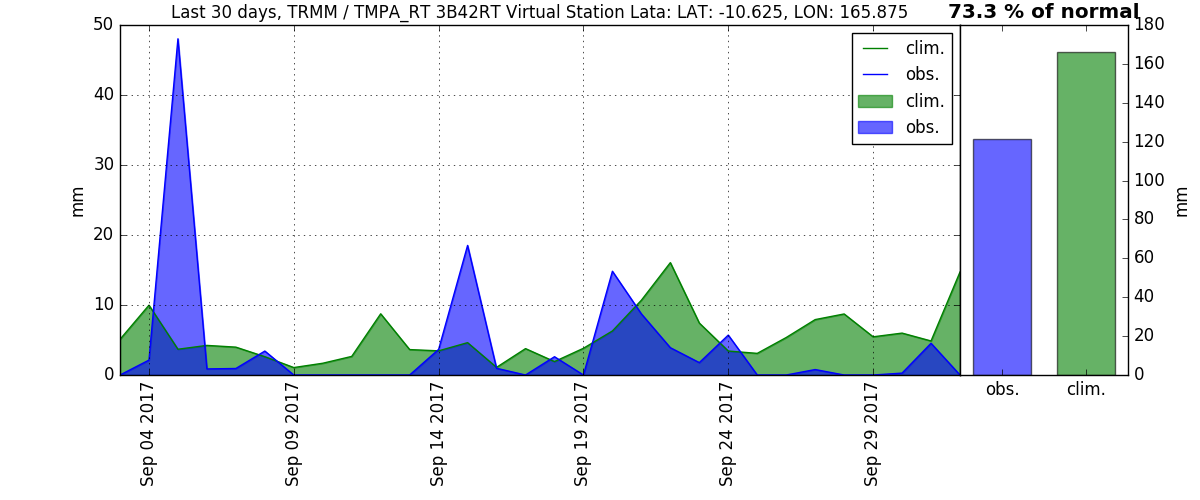 Last 30 days, TRMM / TMPA_RT 3B42RT Virtual Station Lata: LAT: -10.625, LON: 165.875
73.3 % of normal
50
40
30
20
10
0
mm
clim.
obs.
clim.
obs.
Sep 04 2017
Sep 09 2017
Sep 14 2017
Sep 19 2017
Sep 24 2017
Sep 29 2017
180
160
140
120
100
80
60
40
20
0
mm
obs.
clim.